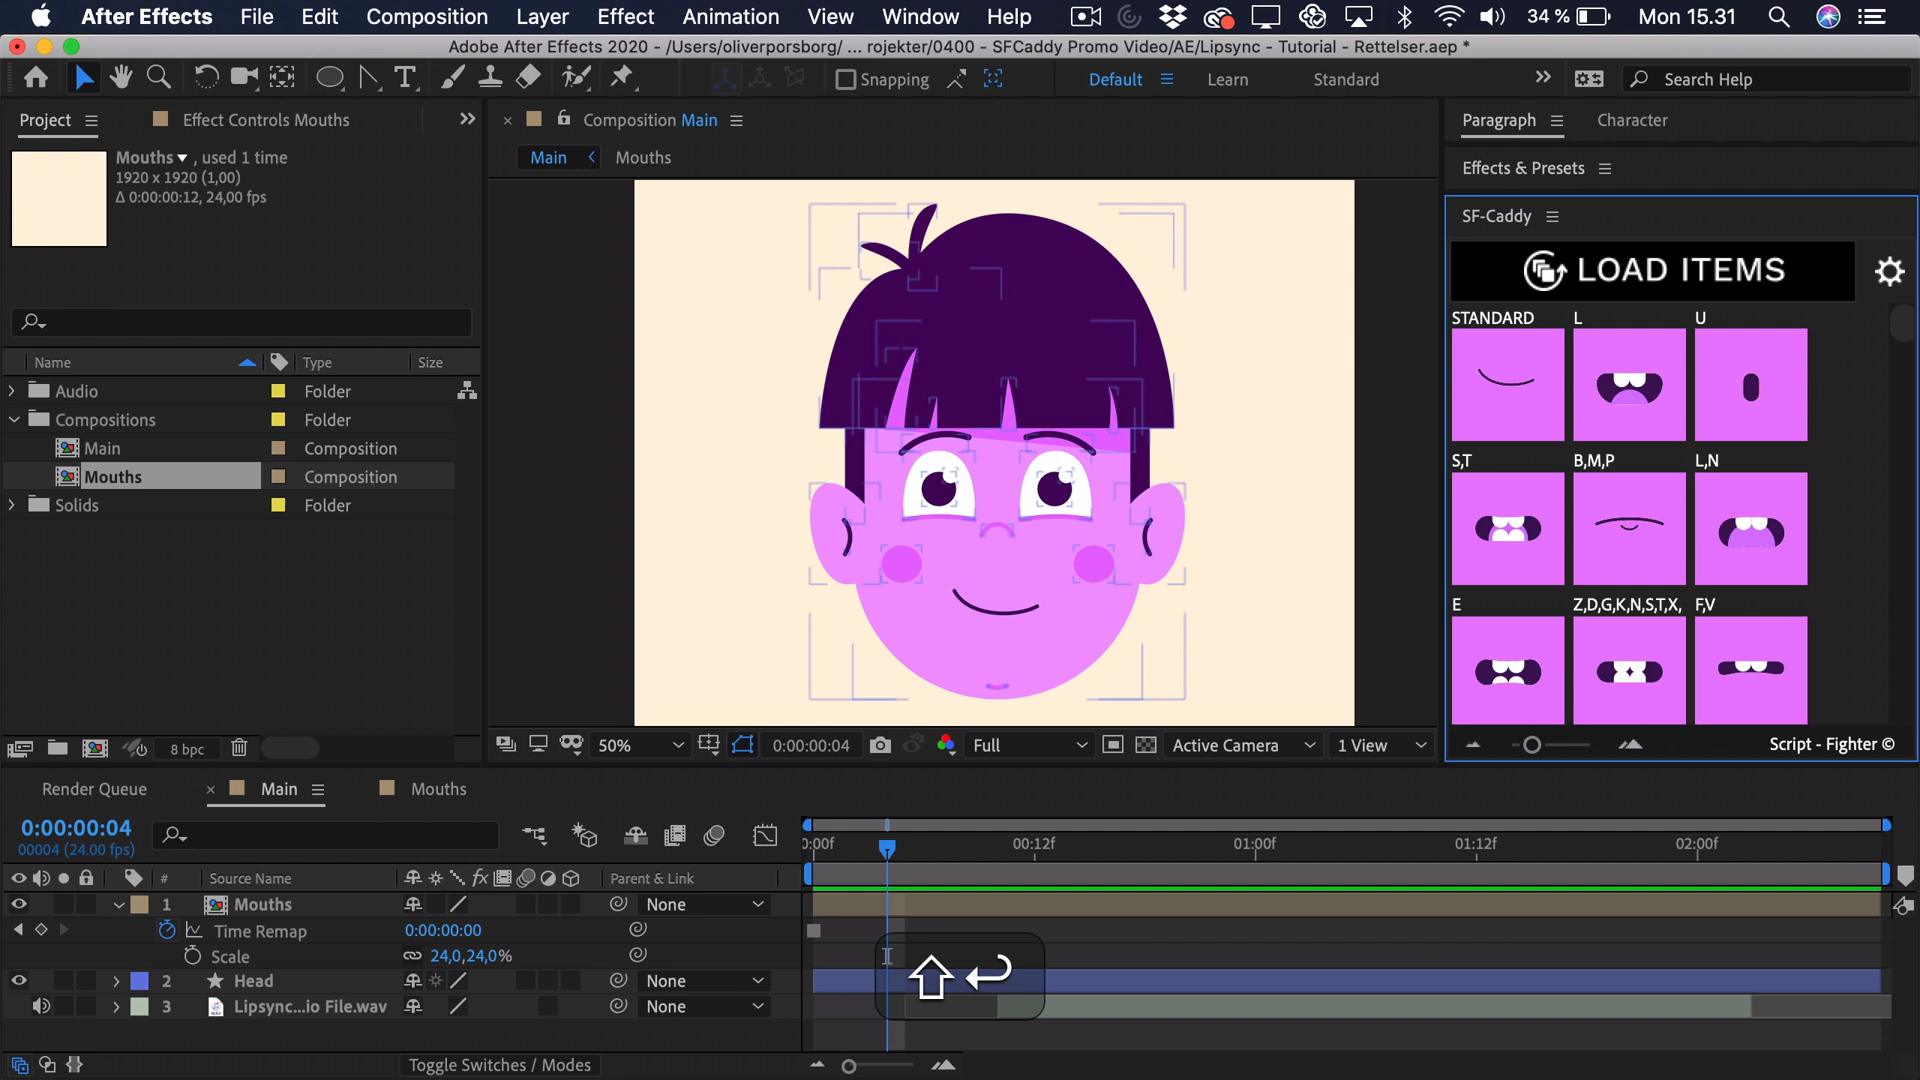 After Effects File Edit Composition Layer Effect Animation View Window Help 34 % Mon 15.31
Adobe After Effects 2020 - /Users/oliverporsborg/ ... rojekter/0400 - SFCaddy Promo Video/AE/Lipsync - Tutorial - Rettelser.aep *
Snapping Default Learn Standard Search Help
Project Effect Controls Mouths
Composition Main
Paragraph Character
Mouths , used 1 time
1920 x 1920 (1,00)
Δ 0:00:00:12, 24,00 fps
Main Mouths
Effects & Presets
SF-Caddy
LOAD ITEMS
STANDARD L U
S,T B,M,P L,N
E Z,D,G,K,N,S,T,X, F,V
Script - Fighter ©
Name Type Size
Audio Folder
Compositions Folder
Main Composition
Mouths Composition
Solids Folder
8 bpc
50% 0:00:00:04 Full Active Camera 1 View
Render Queue Main Mouths
0:00:00:04
00004 (24.00 fps)
0:00f 00:12f 01:00f 01:12f 02:00f
# Source Name fx Parent & Link
1 Mouths None
Time Remap 0:00:00:00
Scale 24,0,24,0%
2 Head None
3 Lipsync...io File.wav None
Toggle Switches / Modes